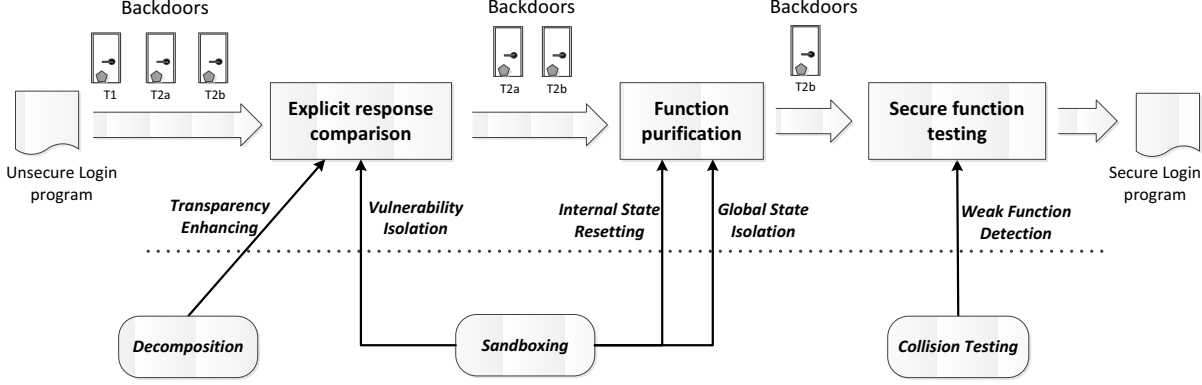 Backdoors
Backdoors
Backdoors
T1
T2a
T2b
T2a
T2b
T2b
Explicit response
comparison
Function
purification
Secure function
testing
Unsecure Login
program
Secure Login
program
Transparency
Enhancing
Vulnerability
Isolation
Internal State
Resetting
Global State
Isolation
Weak Function
Detection
Decomposition
Sandboxing
Collision Testing